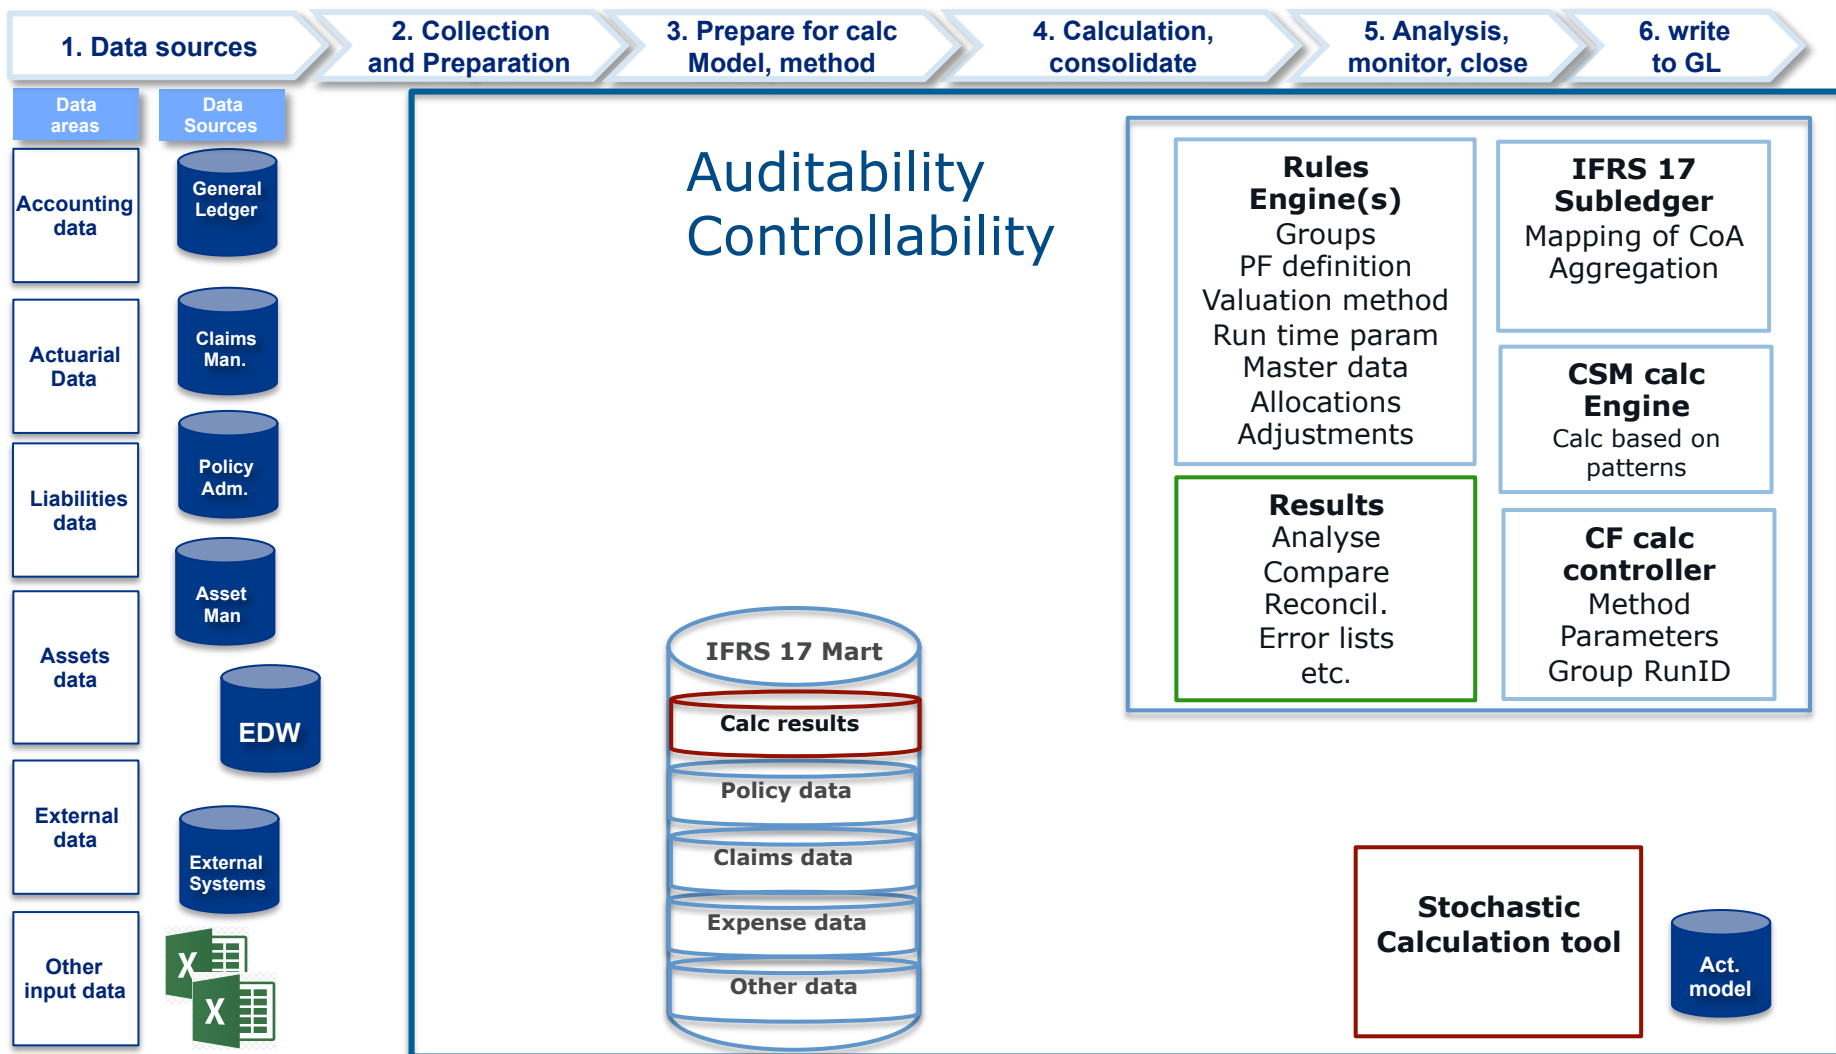 1. Data sources
2. Collection
and Preparation
3. Prepare for calc
Model, method
4. Calculation,
consolidate
5. Analysis,
monitor, close
6. write
to GL
Data
areas
Data
Sources
Accounting
data
Actuarial
Data
Liabilities
data
Assets
data
External
data
Other
input data
General
Ledger
Claims
Man.
Policy
Adm.
Asset
Man
EDW
External
Systems
X
X
Auditability
Controllability
IFRS 17 Mart
Calc results
Policy data
Claims data
Expense data
Other data
Rules
Engine(s)
Groups
PF definition
Valuation method
Run time param
Master data
Allocations
Adjustments
Results
Analyse
Compare
Reconcil.
Error lists
etc.
IFRS 17
Subledger
Mapping of CoA
Aggregation
CSM calc
Engine
Calc based on
patterns
CF calc
controller
Method
Parameters
Group RunID
Stochastic
Calculation tool
Act.
model